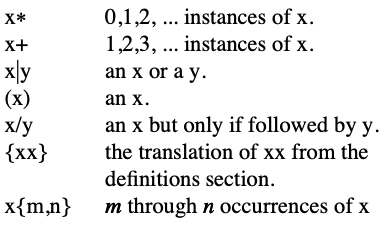 x* 0,1,2, ... instances of x.
x+ 1,2,3, ... instances of x.
x|y an x or a y.
(x) an x.
x/y an x but only if followed by y.
{xx} the translation of xx from the
definitions section.
x{m,n} m through n occurrences of x